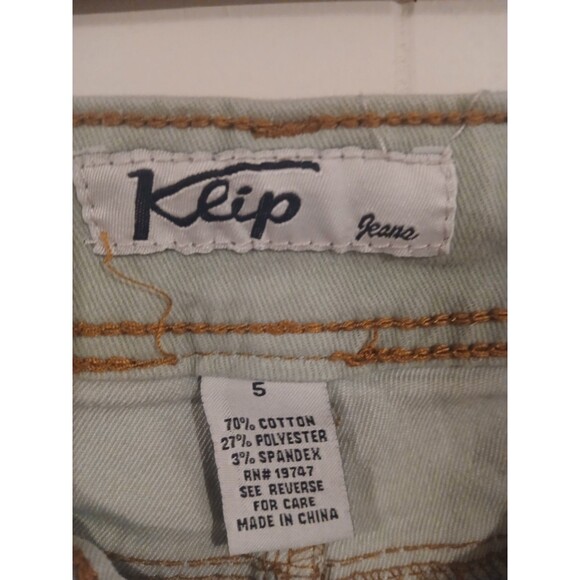 Klip
Jeans
5
70% COTTON
27% POLYESTER
3% SPANDEX
RN# 19747
SEE REVERSE
FOR CARE
MADE IN CHINA